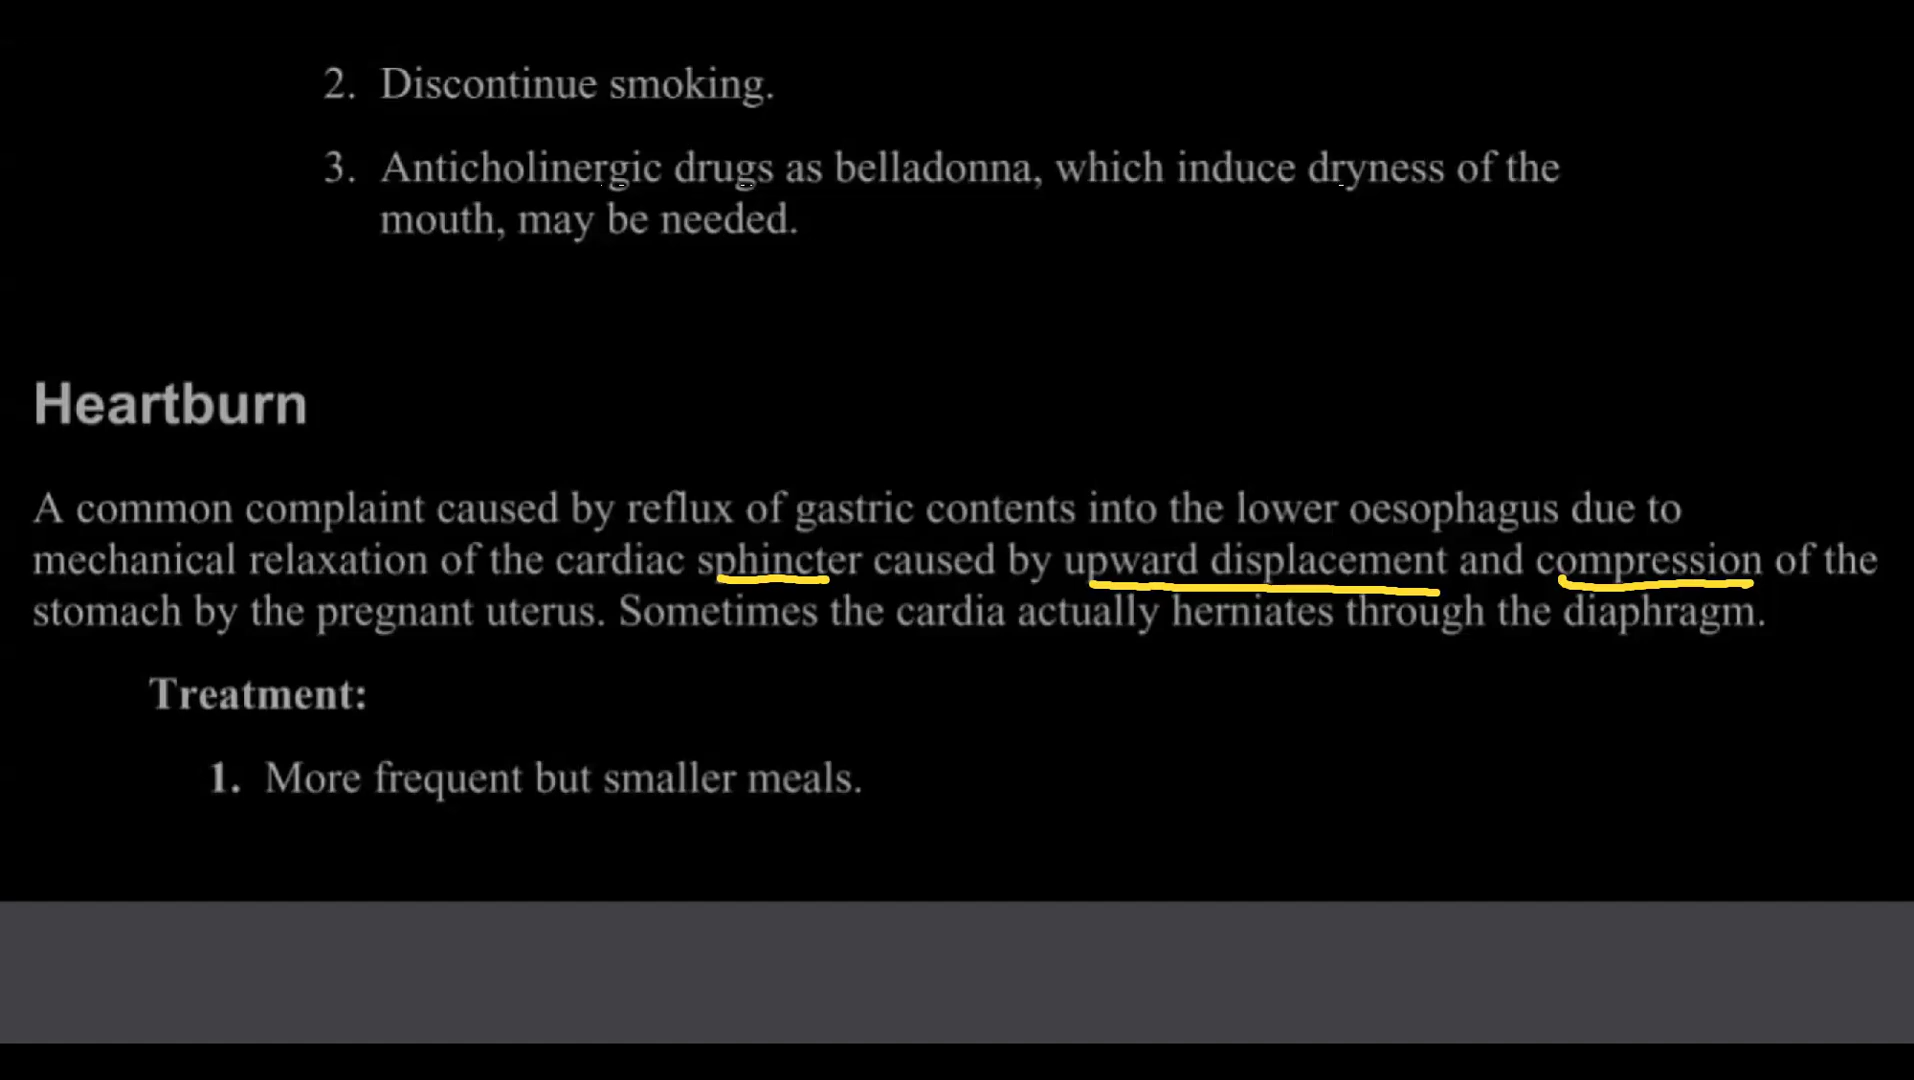 2. Discontinue smoking.
3. Anticholinergic drugs as belladonna, which induce dryness of the
mouth, may be needed.
Heartburn
A common complaint caused by reflux of gastric contents into the lower oesophagus due to
mechanical relaxation of the cardiac sphincter caused by upward displacement and compression of the
stomach by the pregnant uterus. Sometimes the cardia actually herniates through the diaphragm.
Treatment:
1. More frequent but smaller meals.